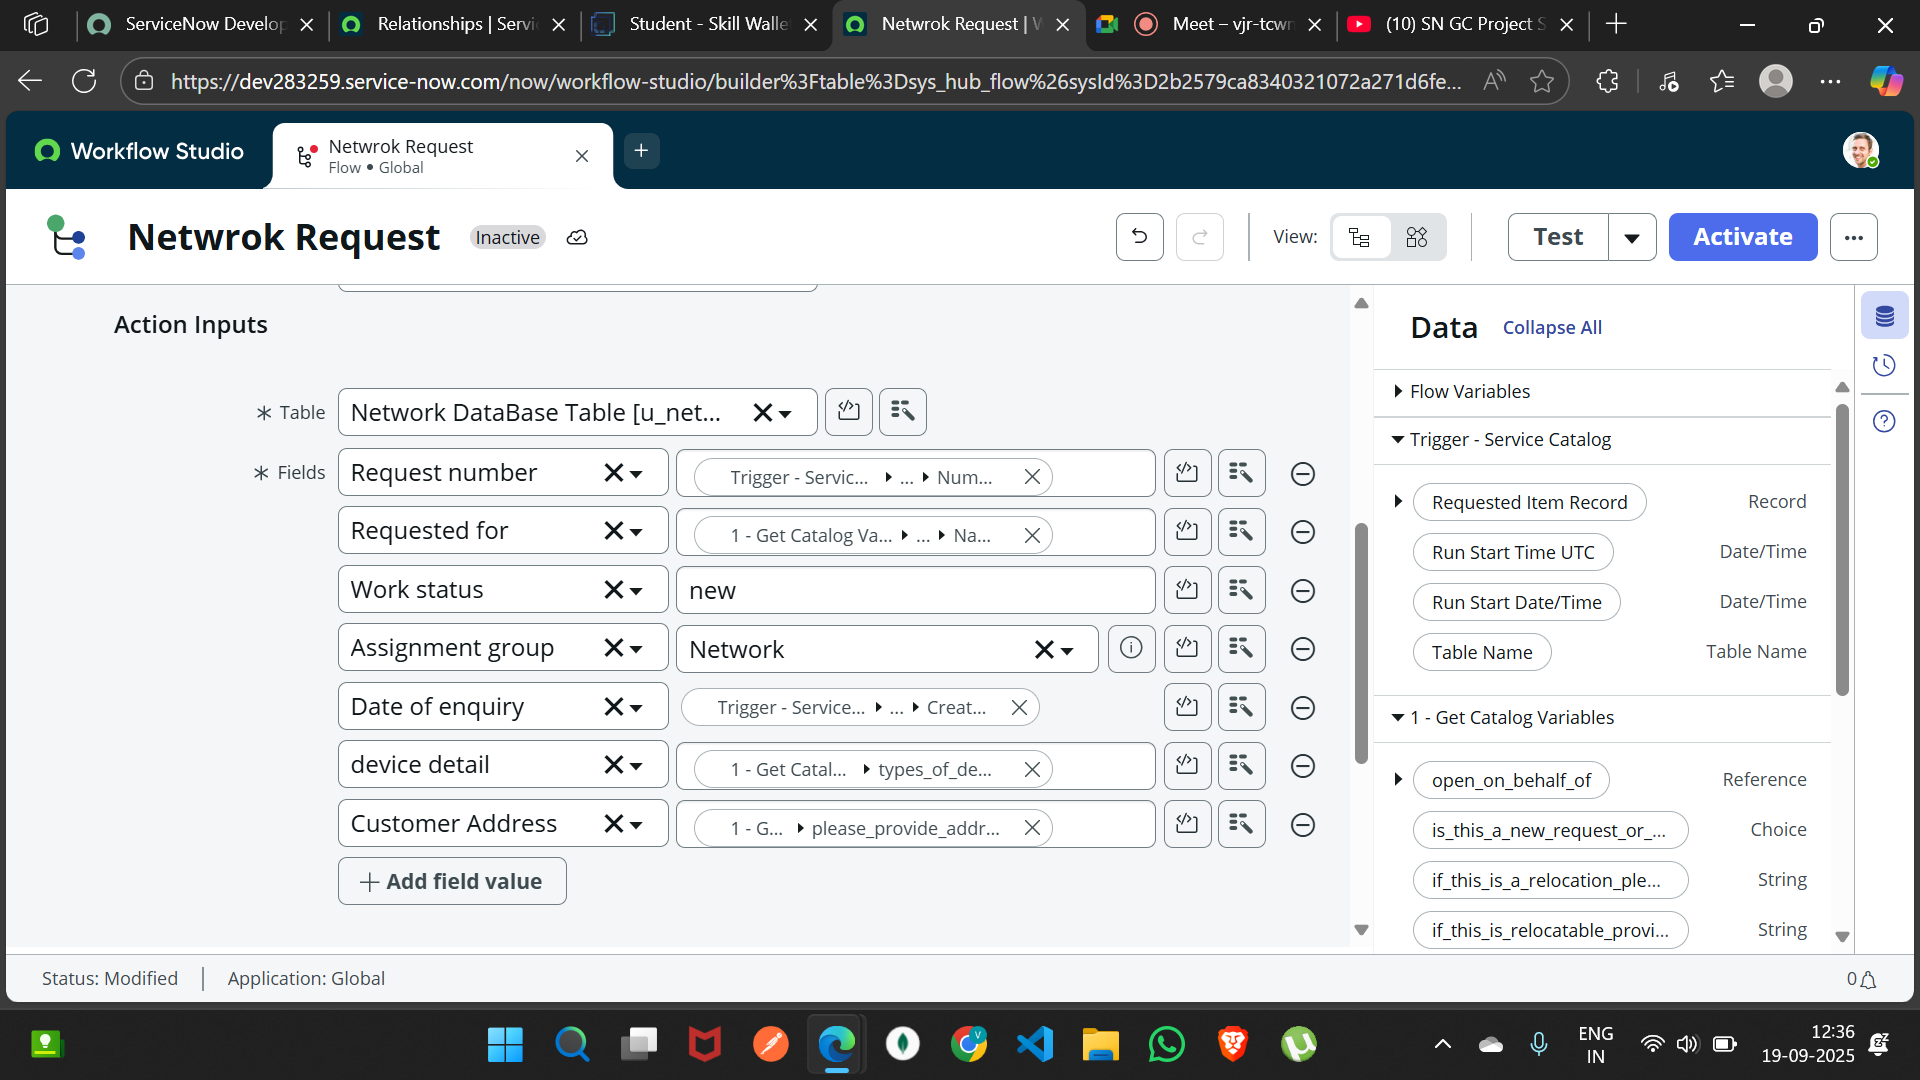 ServiceNow Develop
Relationships | Servi
Student - Skill Walle
Netwrok Request | W
Meet – vjr-tcwr
(10) SN GC Project S
https://dev283259.service-now.com/now/workflow-studio/builder%3Ftable%3Dsys_hub_flow%26sysId%3D2b2579ca8340321072a271d6fe...
Workflow Studio
Netwrok Request
Flow • Global
Netwrok Request
Inactive
View:
Test
Activate
Action Inputs
Table
Network DataBase Table [u_net...
Fields
Request number
Trigger - Servic... ... Num...
Requested for
1 - Get Catalog Va... ... Na...
Work status
new
Assignment group
Network
Date of enquiry
Trigger - Service... ... Creat...
device detail
1 - Get Catal... types_of_de...
Customer Address
1 - G... please_provide_addr...
Add field value
Data
Collapse All
Flow Variables
Trigger - Service Catalog
Requested Item Record
Record
Run Start Time UTC
Date/Time
Run Start Date/Time
Date/Time
Table Name
Table Name
1 - Get Catalog Variables
open_on_behalf_of
Reference
is_this_a_new_request_or_...
Choice
if_this_is_a_relocation_ple...
String
if_this_is_relocatable_provi...
String
Status: Modified
Application: Global
0
ENG
IN
12:36
19-09-2025